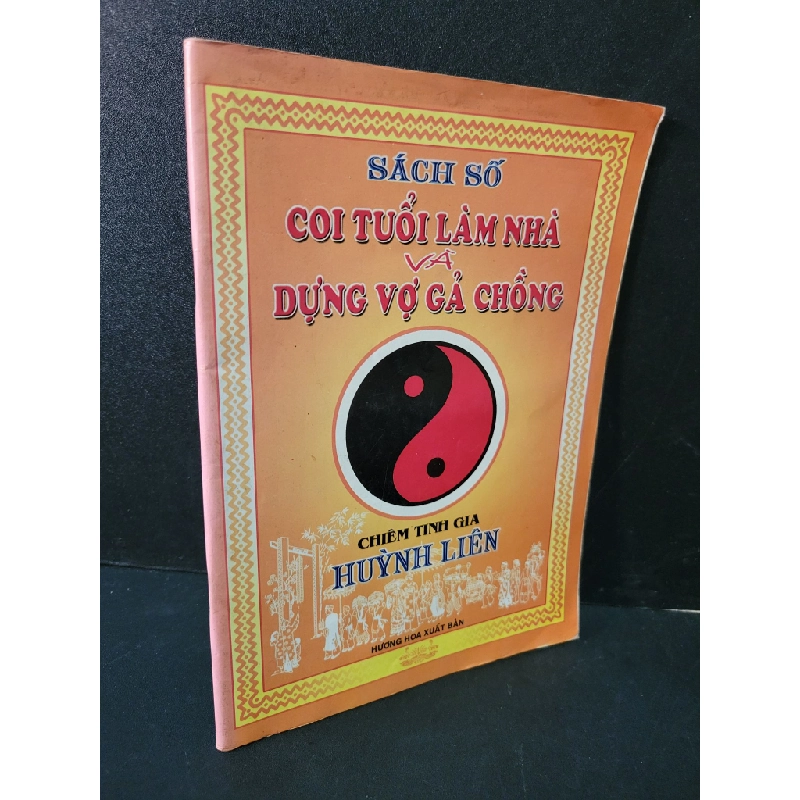 SÁCH SỐ
COI TUỔI LÀM NHÀ
VÀ
DỰNG VỢ GẢ CHỒNG
CHIÊM TINH GIA
HUỲNH LIÊN
HƯƠNG HOA XUẤT BẢN